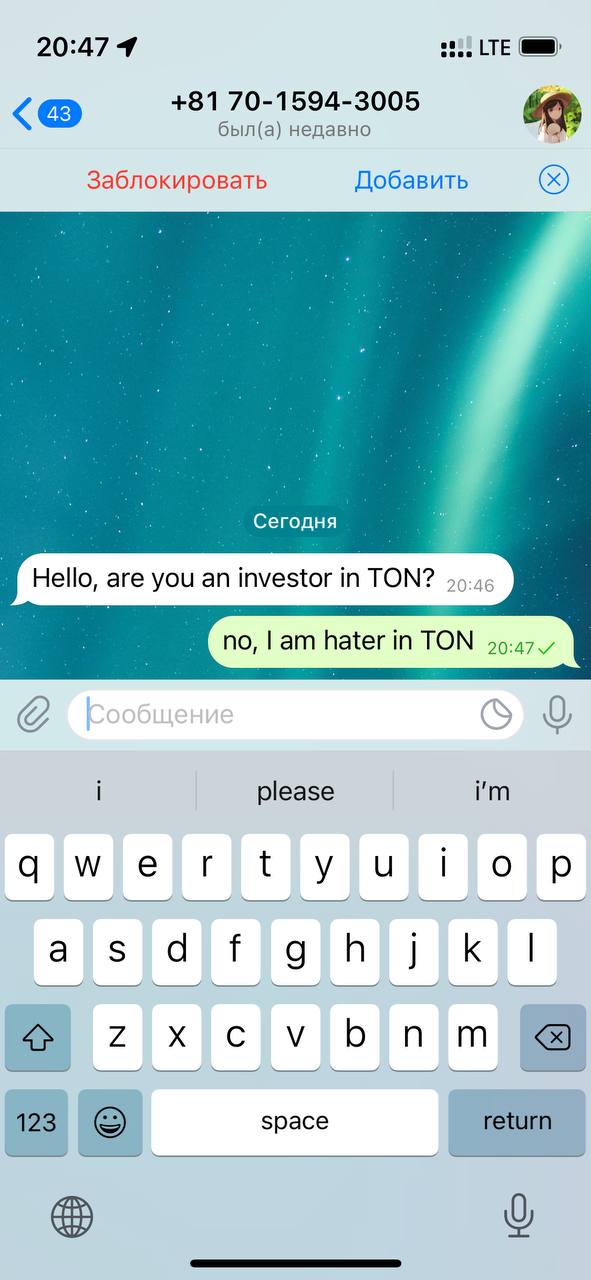 20:47 LTE
43 +81 70-1594-3005
был(а) недавно
Заблокировать Добавить
Сегодня
Hello, are you an investor in TON? 20:46
no, I am hater in TON 20:47
Сообщение
i please i’m
q w e r t y u i o p
a s d f g h j k l
z x c v b n m
123 space return